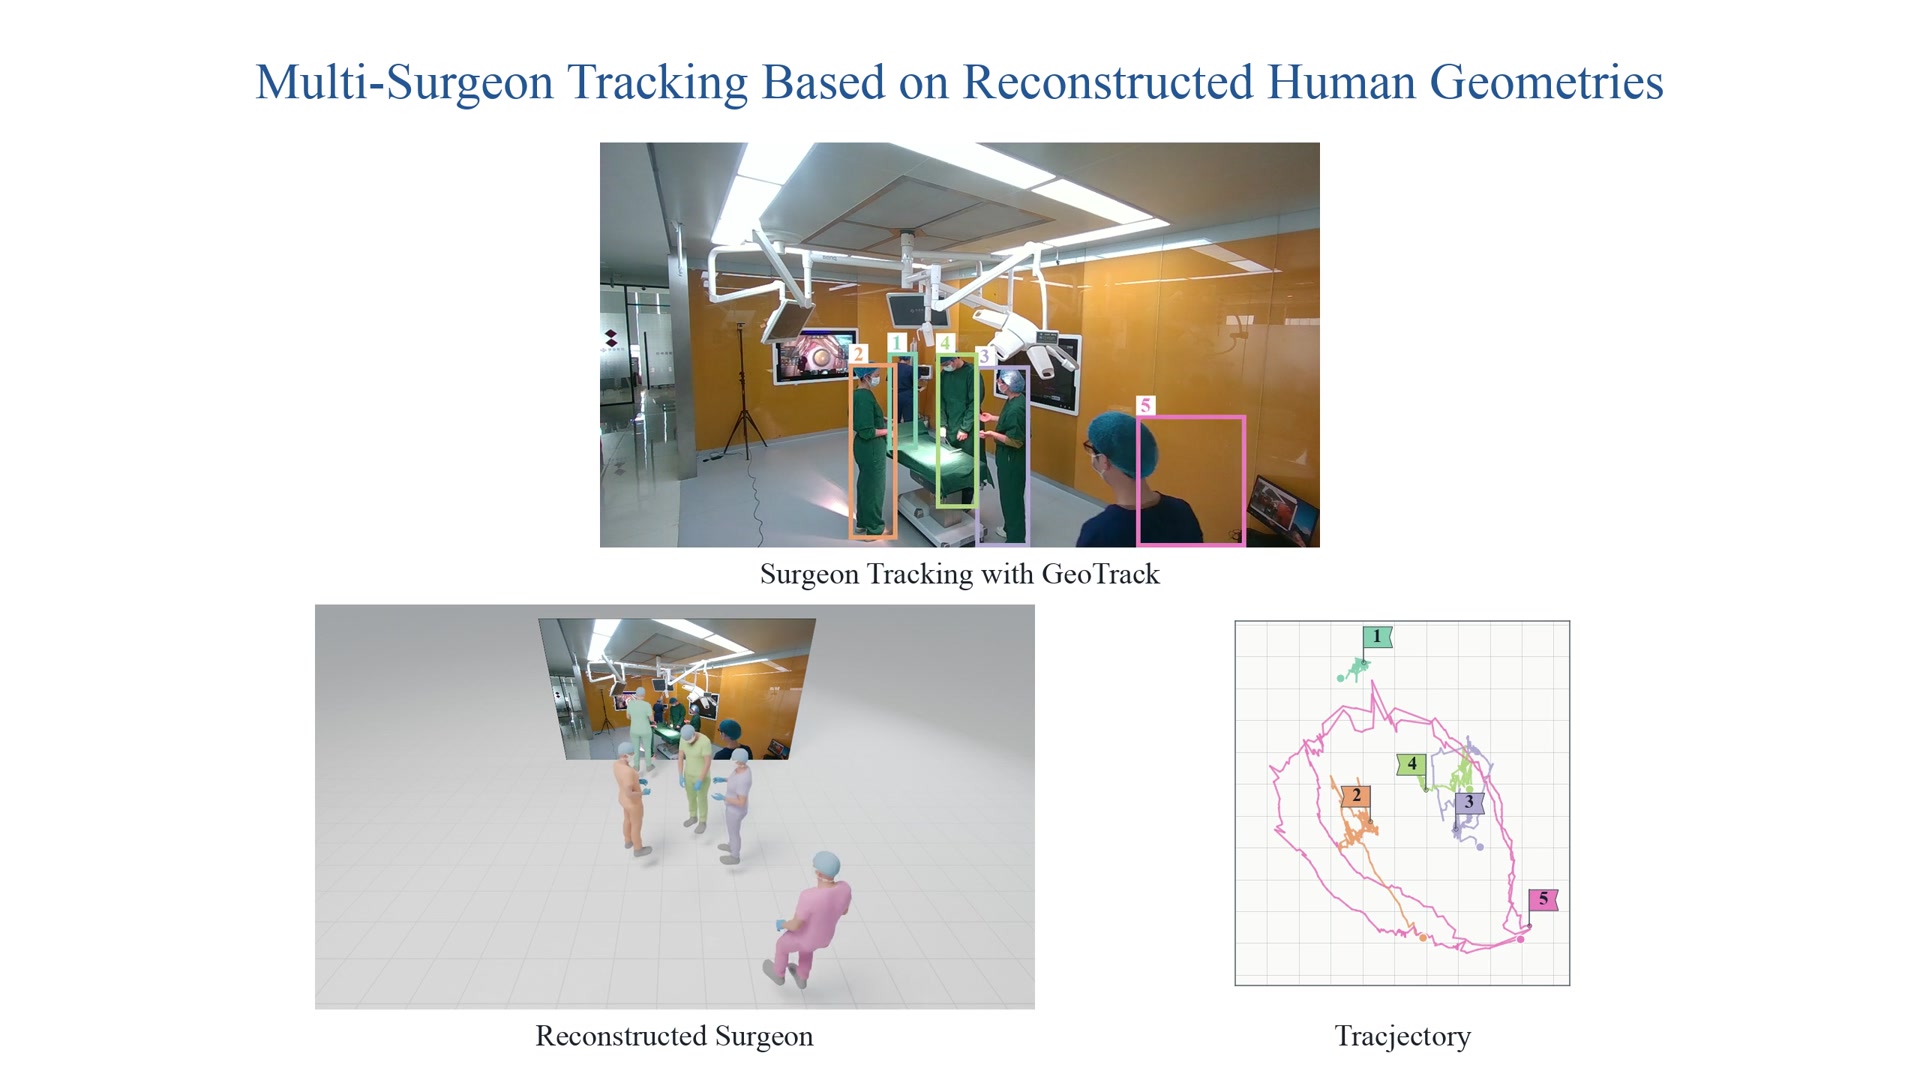 Multi-Surgeon Tracking Based on Reconstructed Human Geometries
2
1
4
3
5
Surgeon Tracking with GeoTrack
1
4
2
3
5
Reconstructed Surgeon
Tracjectory